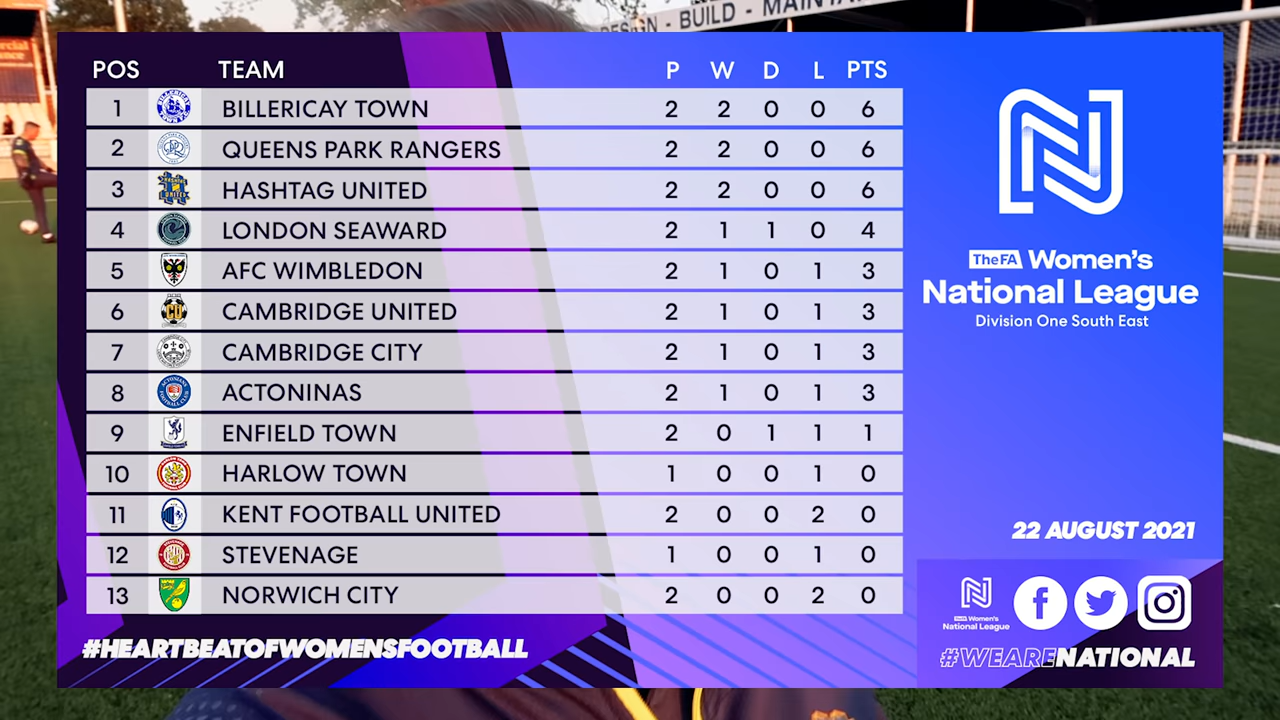 DESIGN - BUILD - MAINTA
POS TEAM P W D L PTS
1 BILLERICAY TOWN 2 2 0 0 6
2 QUEENS PARK RANGERS 2 2 0 0 6
3 HASHTAG UNITED 2 2 0 0 6
4 LONDON SEAWARD 2 1 1 0 4
5 AFC WIMBLEDON 2 1 0 1 3
6 CAMBRIDGE UNITED 2 1 0 1 3
7 CAMBRIDGE CITY 2 1 0 1 3
8 ACTONINAS 2 1 0 1 3
9 ENFIELD TOWN 2 0 1 1 1
10 HARLOW TOWN 1 0 0 1 0
11 KENT FOOTBALL UNITED 2 0 0 2 0
12 STEVENAGE 1 0 0 1 0
13 NORWICH CITY 2 0 0 2 0
#HEARTBEATOFWOMENSFOOTBALL
TheFA Women's
National League
Division One South East
22 AUGUST 2021
TheFA Women's
National League
#WEARENATIONAL